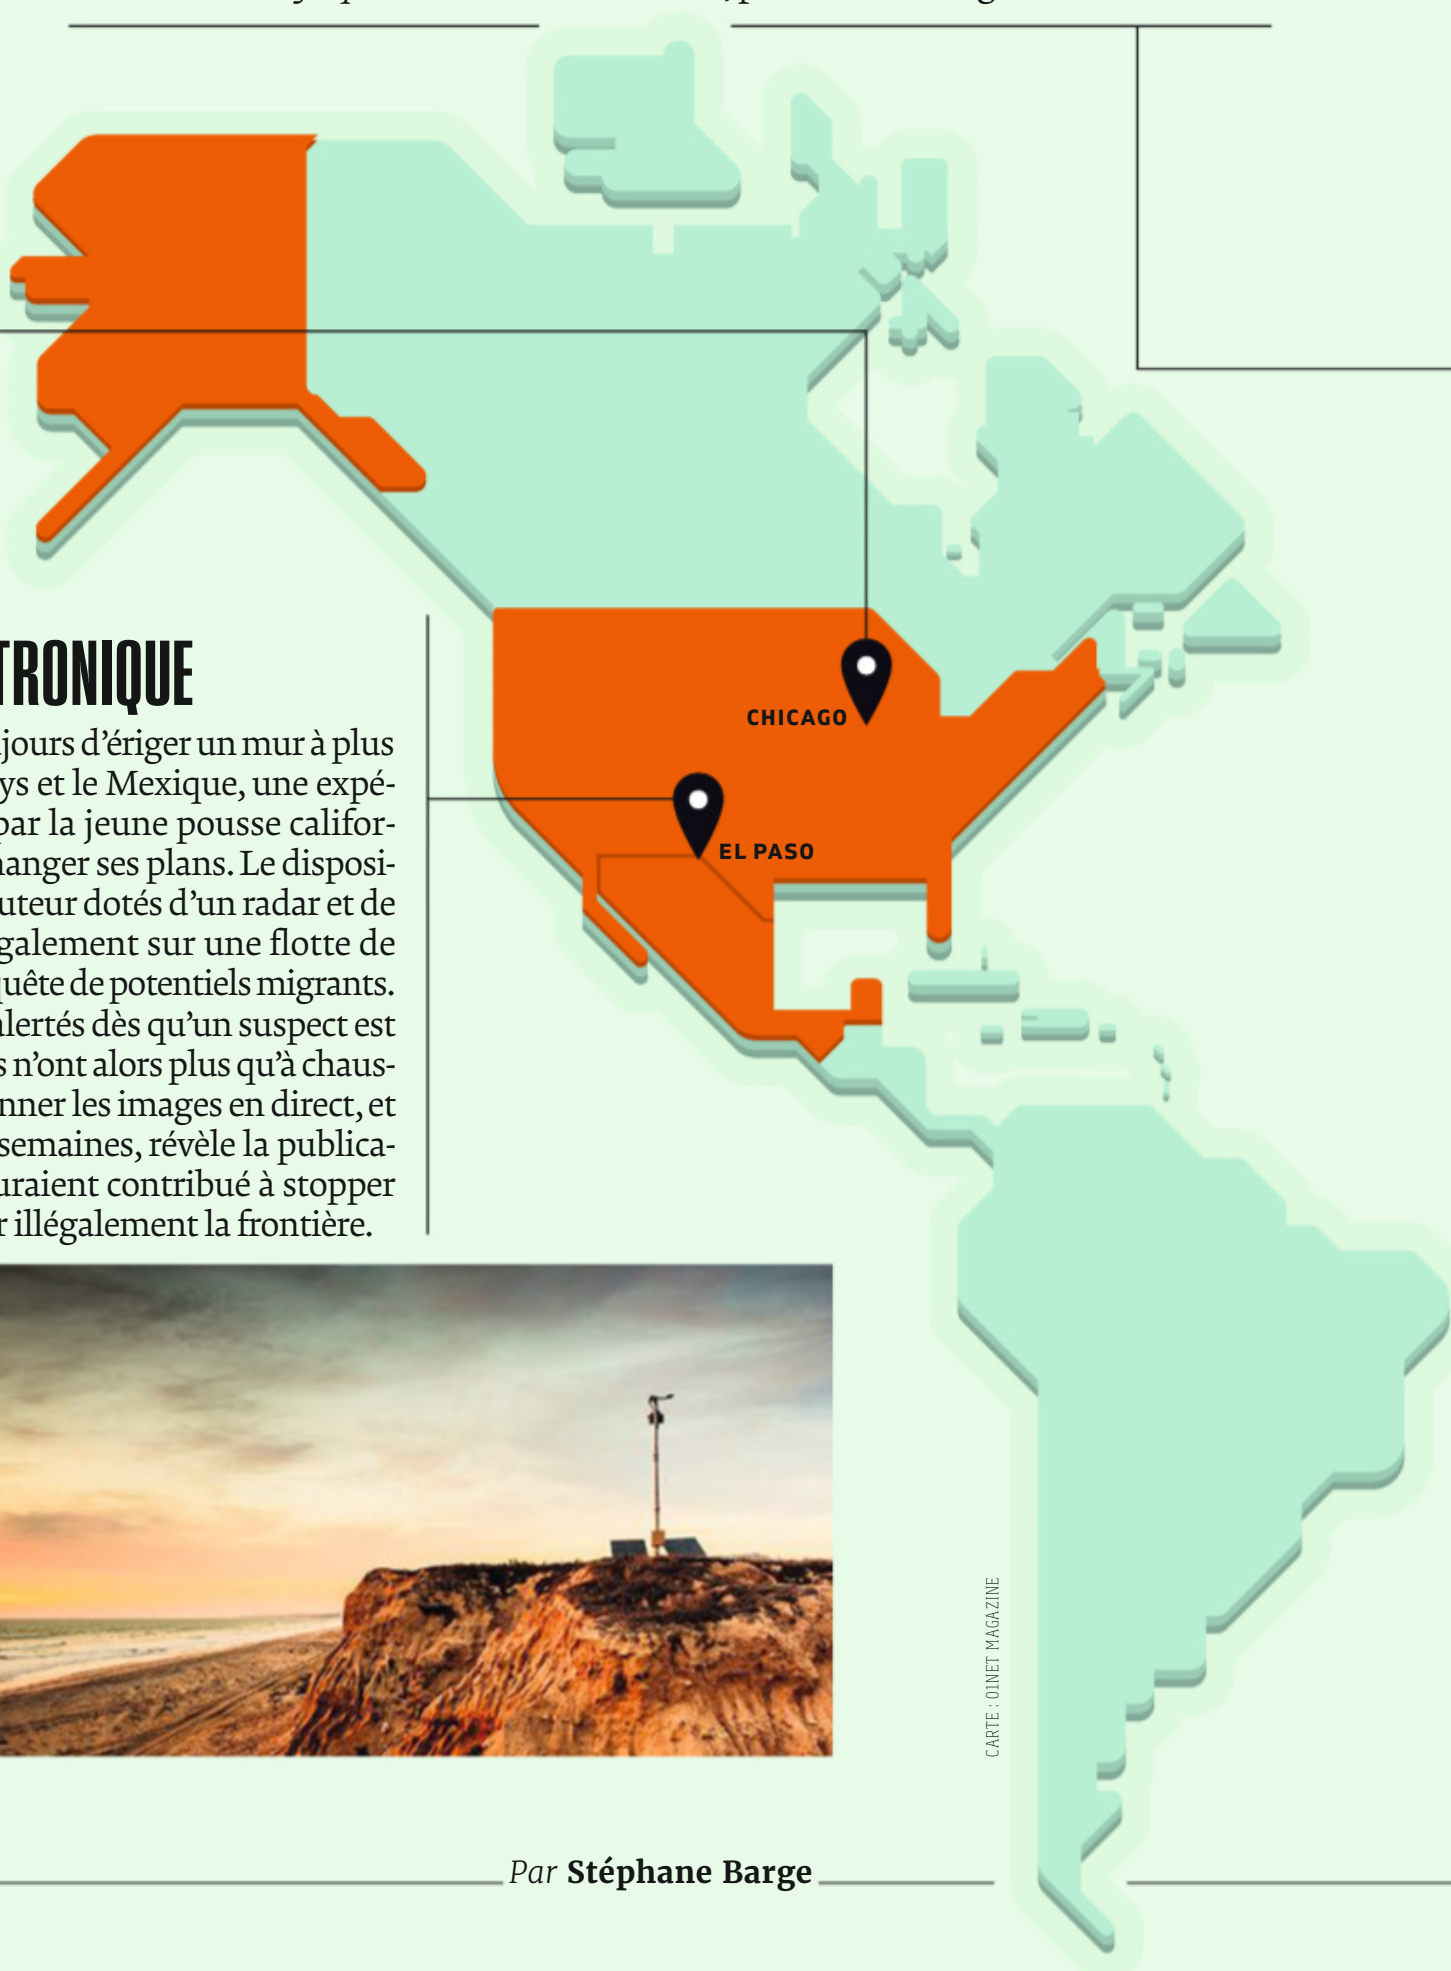 TRONIQUE
jours d’ériger un mur à plus
ys et le Mexique, une expé-
par la jeune pousse califor-
hanger ses plans. Le disposi-
uteur dotés d’un radar et de
galement sur une flotte de
quête de potentiels migrants.
alertés dès qu’un suspect est
s n’ont alors plus qu’à chaus-
nner les images en direct, et
semaines, révèle la publica-
uraient contribué à stopper
r illégalement la frontière.
CHICAGO
EL PASO
CARTE : 01NET MAGAZINE
Par Stéphane Barge